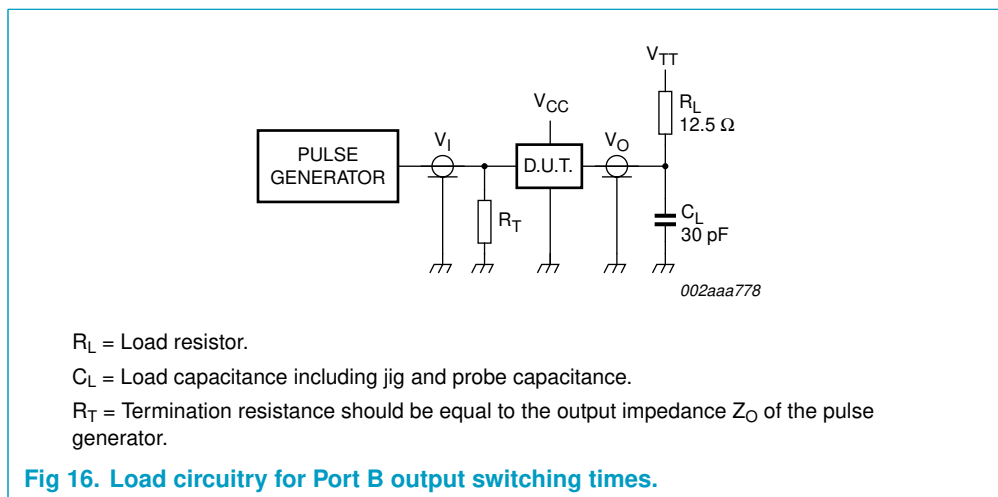 V_TT
R_L
12.5 Ω
V_CC
V_I
V_O
PULSE
GENERATOR
D.U.T.
R_T
C_L
30 pF
002aaa778
R_L = Load resistor.
C_L = Load capacitance including jig and probe capacitance.
R_T = Termination resistance should be equal to the output impedance Z_O of the pulse
generator.
Fig 16. Load circuitry for Port B output switching times.